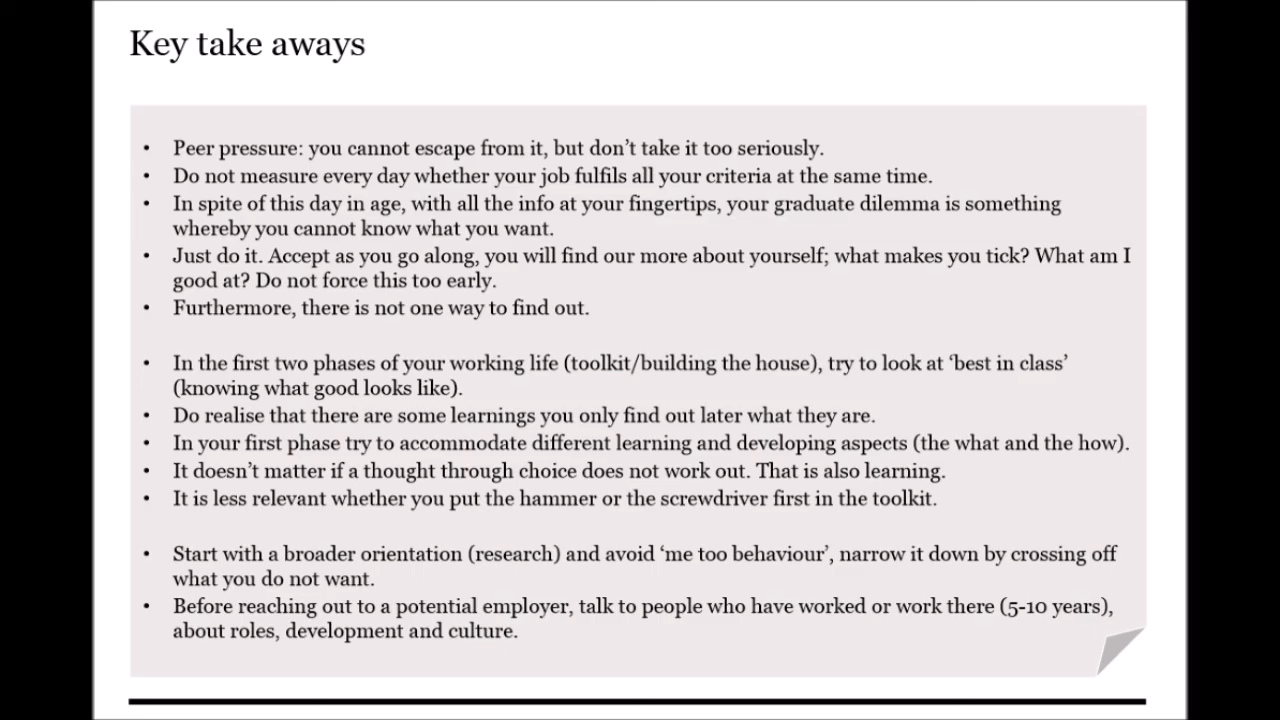 Key take aways
• Peer pressure: you cannot escape from it, but don’t take it too seriously.
• Do not measure every day whether your job fulfils all your criteria at the same time.
• In spite of this day in age, with all the info at your fingertips, your graduate dilemma is something
whereby you cannot know what you want.
• Just do it. Accept as you go along, you will find our more about yourself; what makes you tick? What am I
good at? Do not force this too early.
• Furthermore, there is not one way to find out.
• In the first two phases of your working life (toolkit/building the house), try to look at ‘best in class’
(knowing what good looks like).
• Do realise that there are some learnings you only find out later what they are.
• In your first phase try to accommodate different learning and developing aspects (the what and the how).
• It doesn’t matter if a thought through choice does not work out. That is also learning.
• It is less relevant whether you put the hammer or the screwdriver first in the toolkit.
• Start with a broader orientation (research) and avoid ‘me too behaviour’, narrow it down by crossing off
what you do not want.
• Before reaching out to a potential employer, talk to people who have worked or work there (5-10 years),
about roles, development and culture.